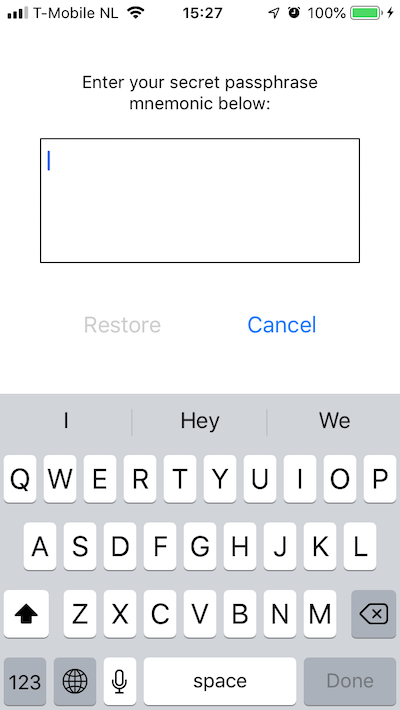 T-Mobile NL 15:27 100%
Enter your secret passphrase
mnemonic below:
Restore Cancel
I Hey We
Q W E R T Y U I O P
A S D F G H J K L
Z X C V B N M
123 space Done